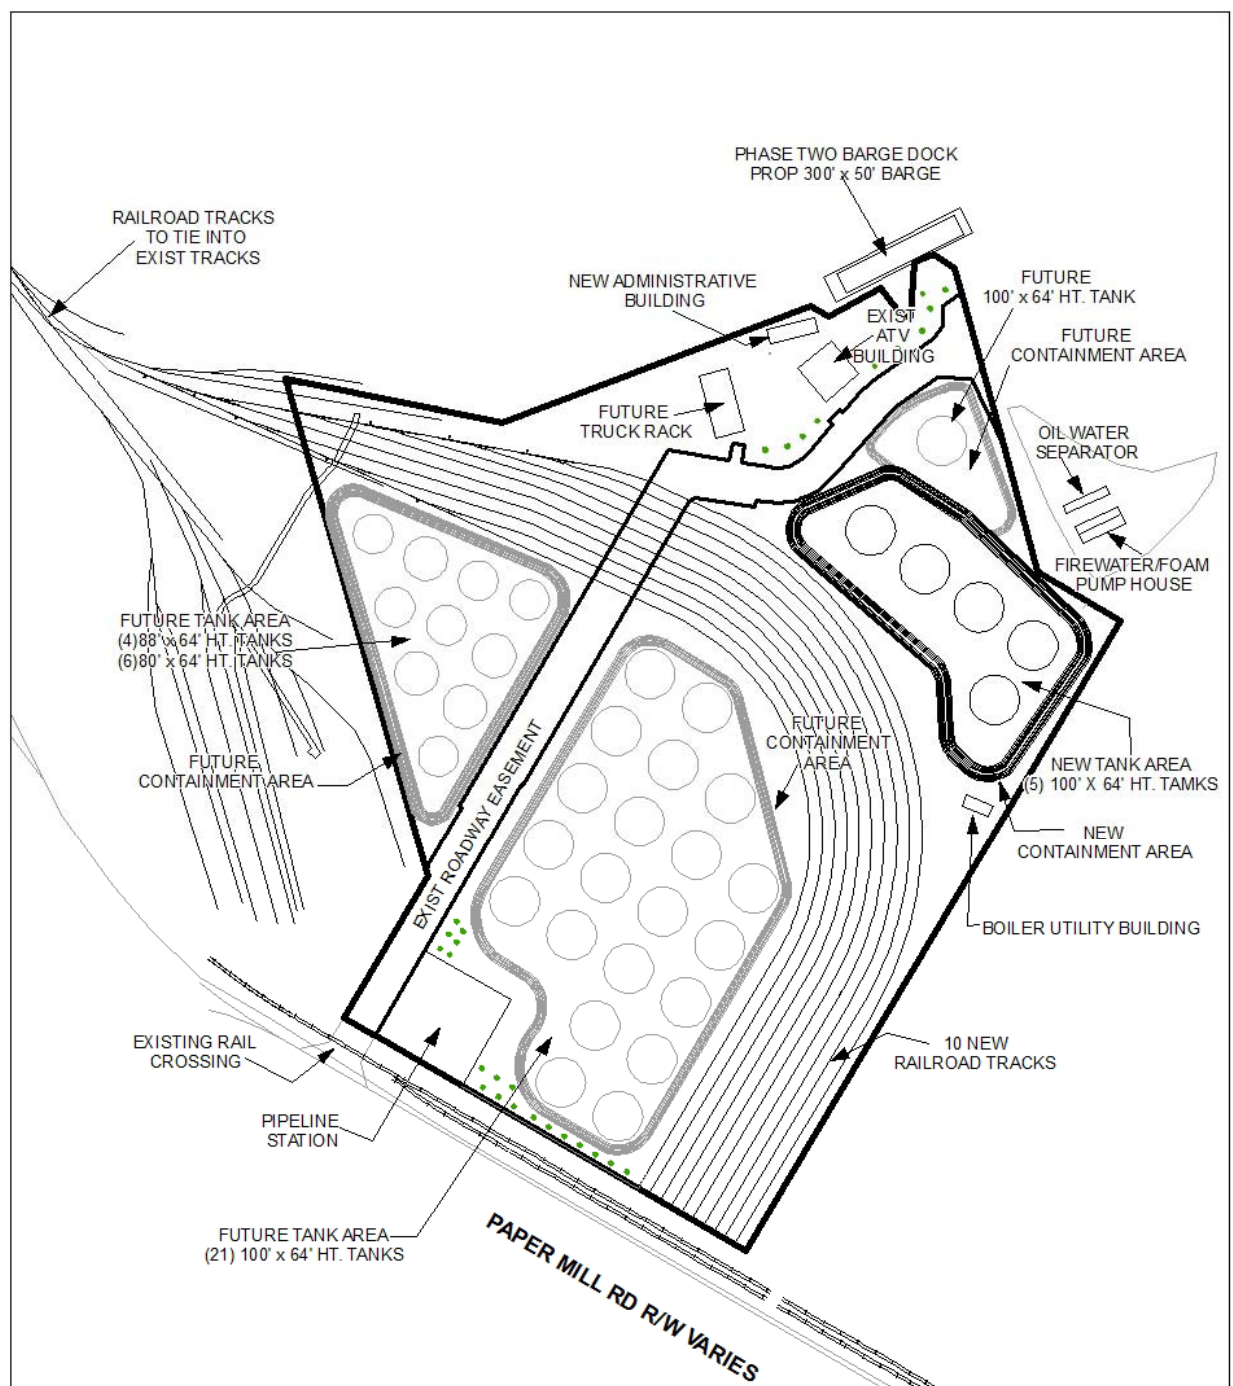 PHASE TWO BARGE DOCK
PROP 300' x 50' BARGE
RAILROAD TRACKS
TO TIE INTO
EXIST TRACKS
NEW ADMINISTRATIVE
BUILDING
FUTURE
100' x 64' HT. TANK
EXIST
ATV
BUILDING
FUTURE
CONTAINMENT AREA
FUTURE
TRUCK RACK
OIL WATER
SEPARATOR
FIREWATER/FOAM
PUMP HOUSE
FUTURE TANK AREA
(4)88' x 64' HT. TANKS
(6)80' x 64' HT. TANKS
FUTURE
CONTAINMENT AREA
EXIST ROADWAY EASEMENT
FUTURE
CONTAINMENT
AREA
NEW TANK AREA
(5) 100' X 64' HT. TAMKS
NEW
CONTAINMENT AREA
BOILER UTILITY BUILDING
EXISTING RAIL
CROSSING
10 NEW
RAILROAD TRACKS
PIPELINE
STATION
FUTURE TANK AREA
(21) 100' x 64' HT. TANKS
PAPER MILL RD R/W VARIES